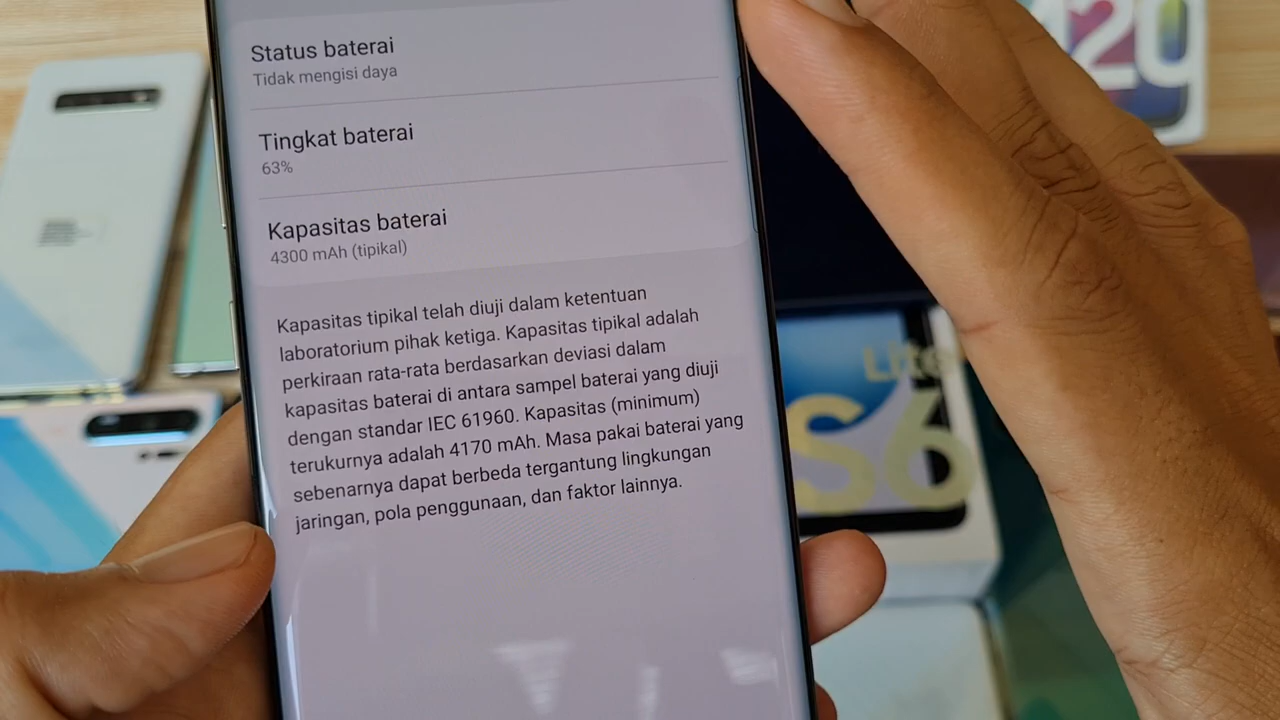 Status baterai
Tidak mengisi daya
Tingkat baterai
63%
Kapasitas baterai
4300 mAh (tipikal)
Kapasitas tipikal telah diuji dalam ketentuan
laboratorium pihak ketiga. Kapasitas tipikal adalah
perkiraan rata-rata berdasarkan deviasi dalam
kapasitas baterai di antara sampel baterai yang diuji
dengan standar IEC 61960. Kapasitas (minimum)
terukurnya adalah 4170 mAh. Masa pakai baterai yang
sebenarnya dapat berbeda tergantung lingkungan
jaringan, pola penggunaan, dan faktor lainnya.
20
Lite
S6